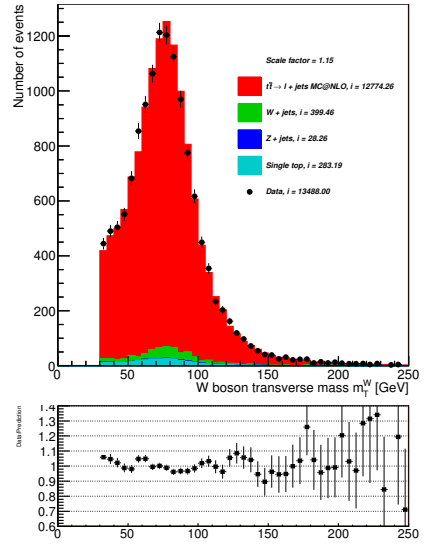 Number of events
1200
1000
800
600
400
200
0
Scale factor = 1.15
tt̄→ l + jets MC@NLO, i = 12774.26
W + jets, i = 399.46
Z + jets, i = 28.26
Single top, i = 283.19
Data, i = 13488.00
0 50 100 150 200 250
W boson transverse mass m_T^W [GeV]
Data/Prediction
1.4
1.3
1.2
1.1
1
0.9
0.8
0.7
0.6
0 50 100 150 200 250